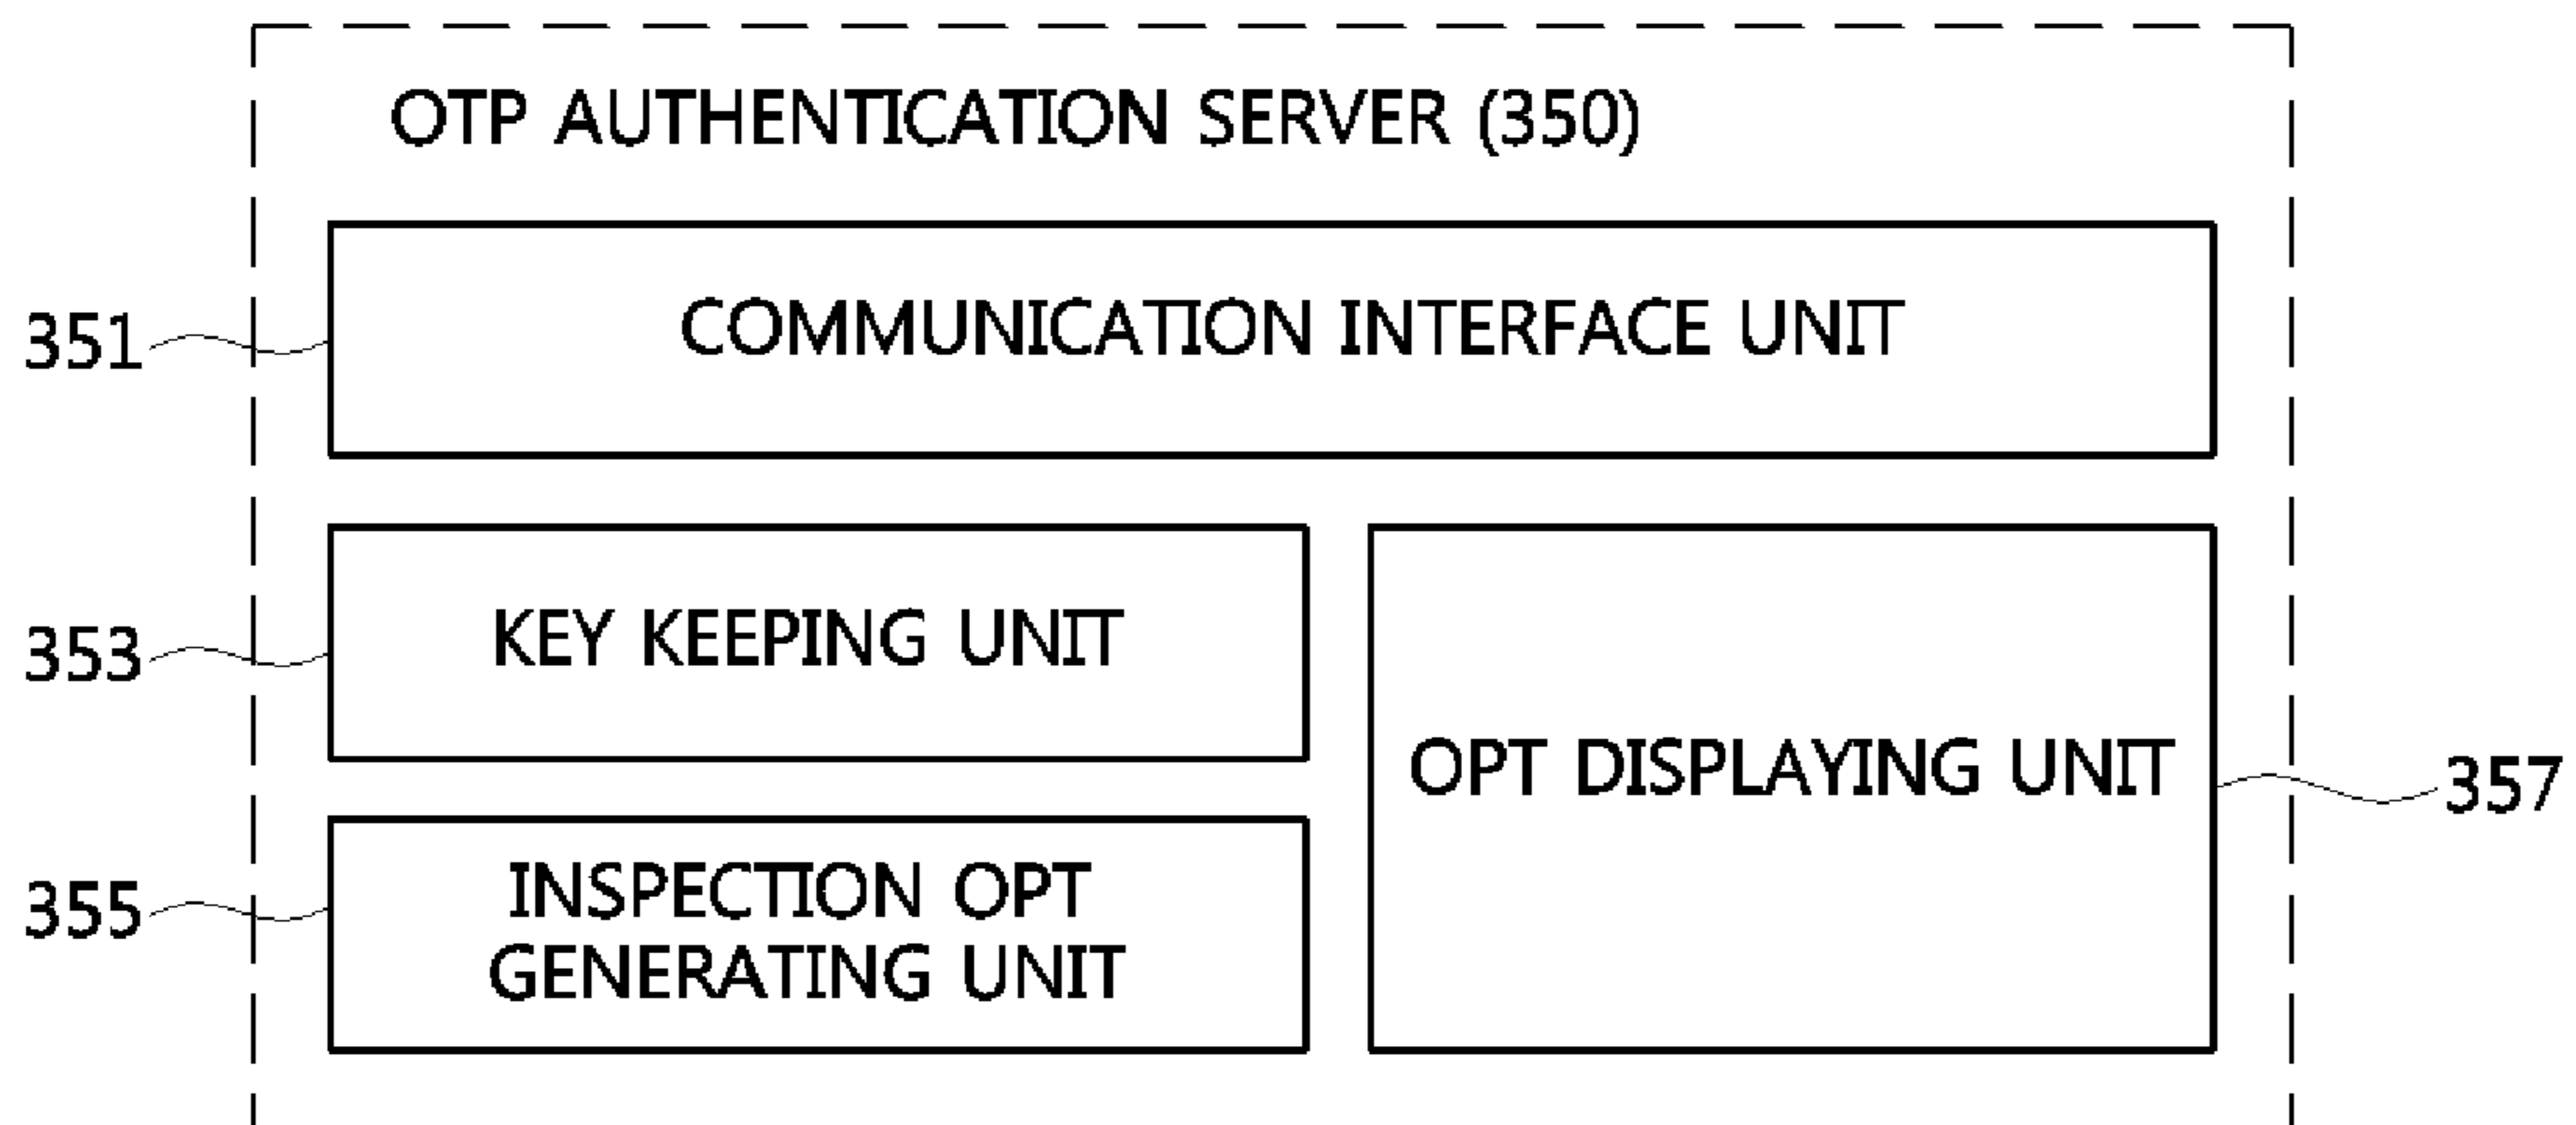 OTP AUTHENTICATION SERVER (350)
COMMUNICATION INTERFACE UNIT
351
KEY KEEPING UNIT
353
OPT DISPLAYING UNIT
357
INSPECTION OPT
GENERATING UNIT
355